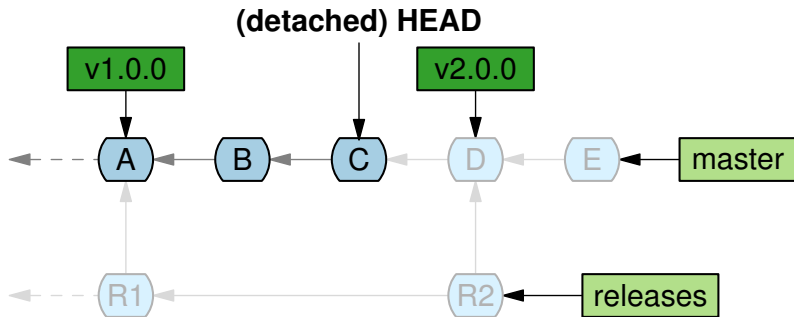 (detached) HEAD
v1.0.0 v2.0.0
A B C D E master
R1 R2 releases